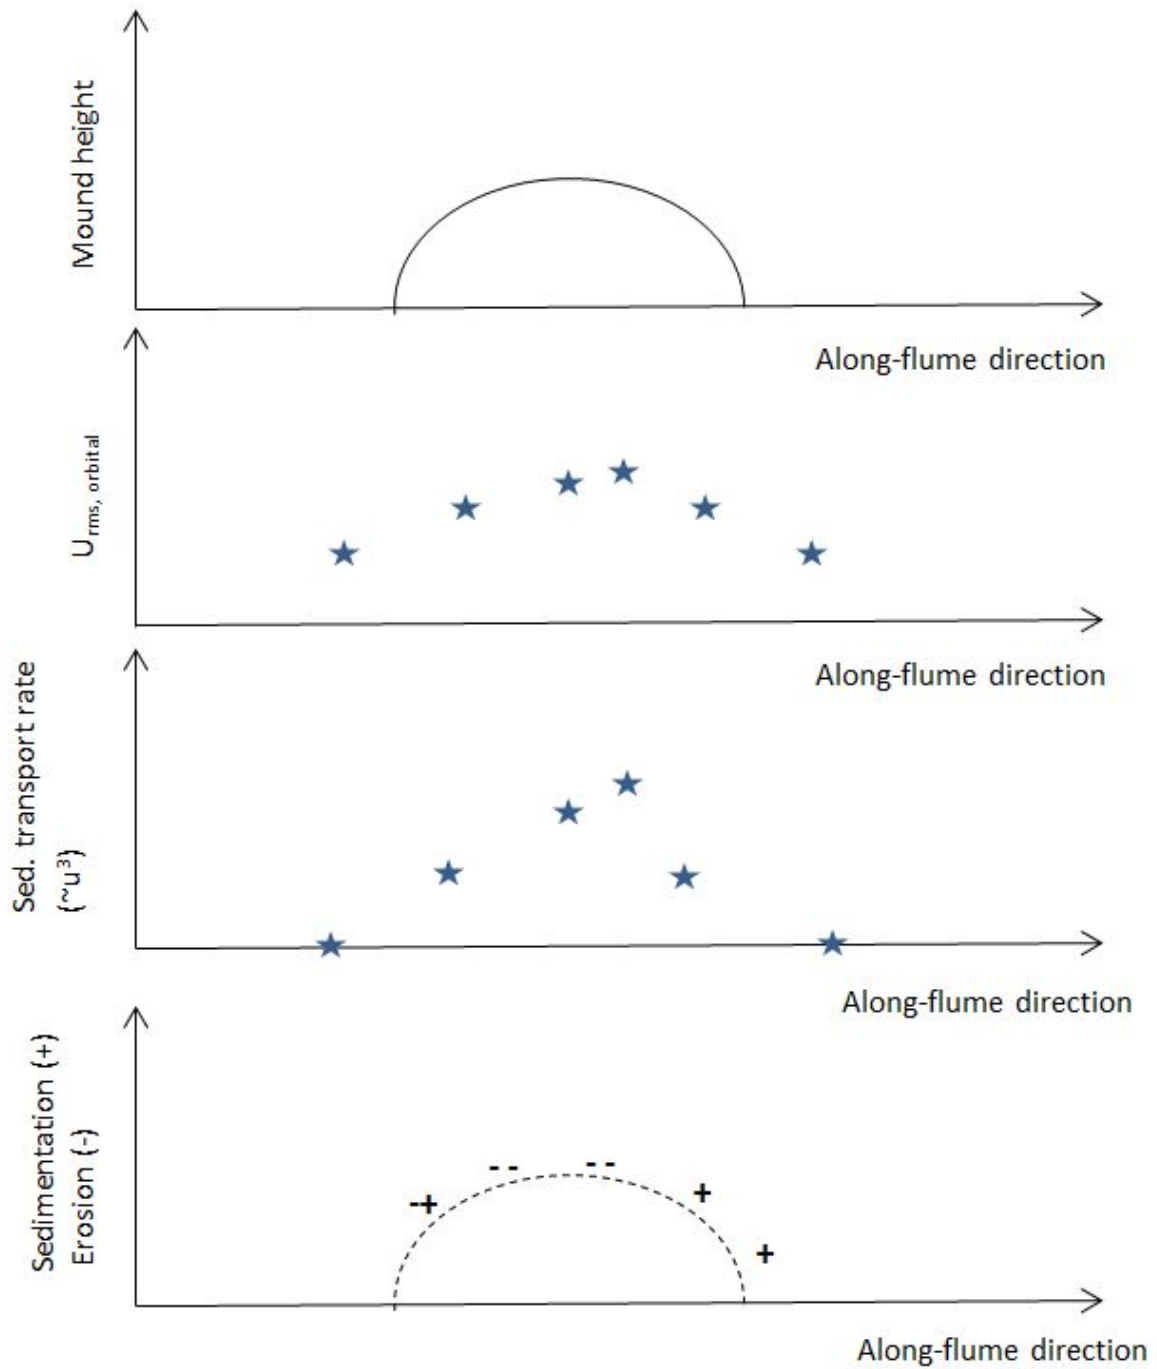 Mound height
Along-flume direction
Urms, orbital
Along-flume direction
Sed. transport rate
(~u³)
Along-flume direction
Sedimentation (+)
Erosion (-)
-+
- -
- -
+
+
Along-flume direction